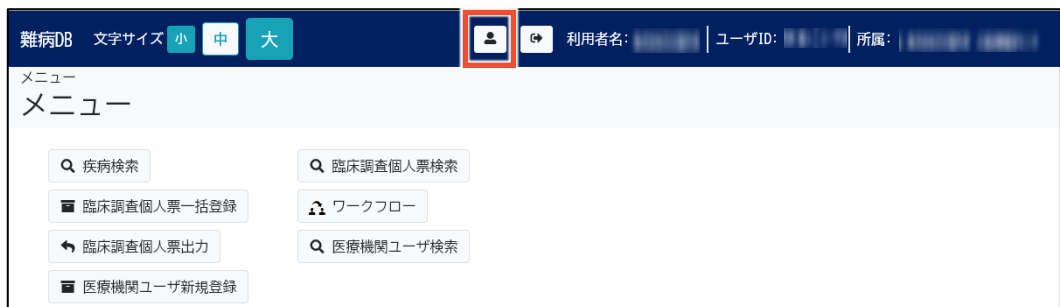 難病DB 文字サイズ 小 中 大 利用者名: ユーザID: 所属:
メニュー
メニュー
疾病検索 臨床調査個人票検索
臨床調査個人票一括登録 ワークフロー
臨床調査個人票出力 医療機関ユーザ検索
医療機関ユーザ新規登録